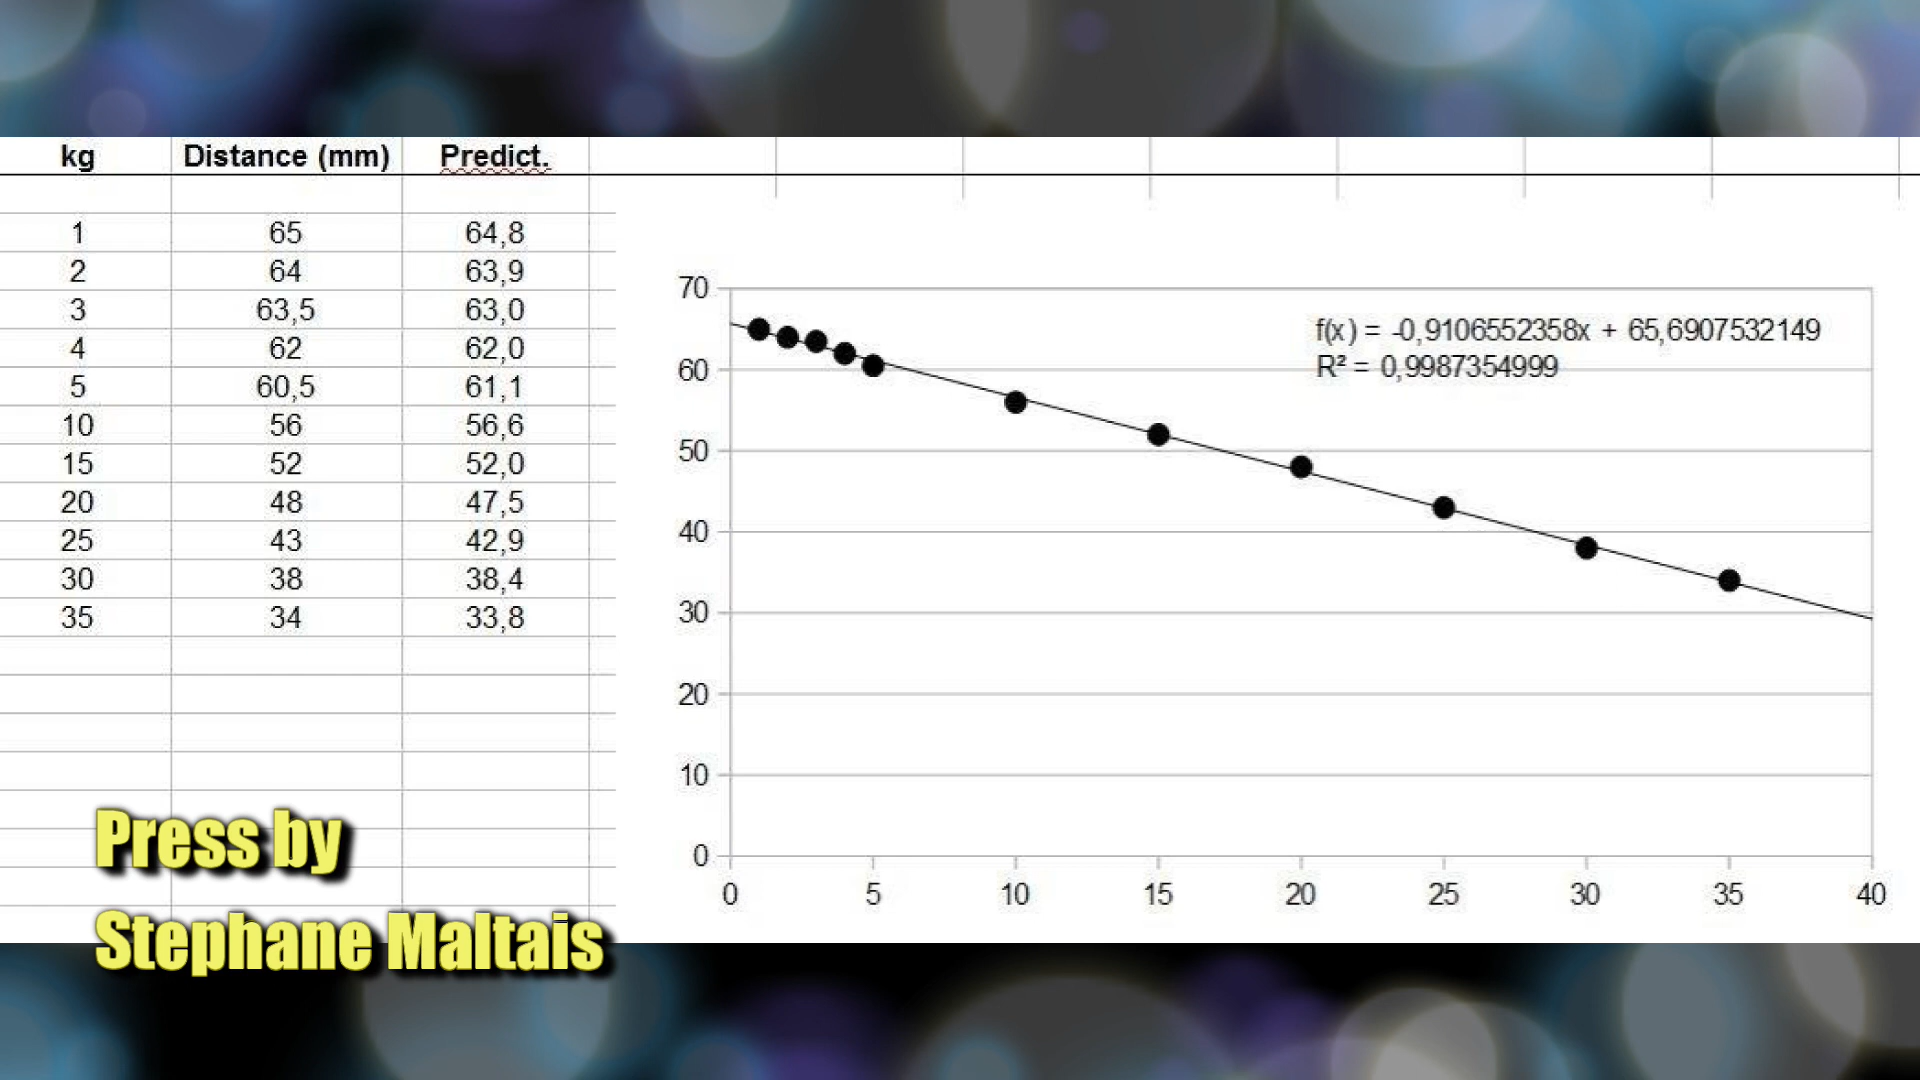 kg Distance (mm) Predict.
1 65 64,8
2 64 63,9
3 63,5 63,0
4 62 62,0
5 60,5 61,1
10 56 56,6
15 52 52,0
20 48 47,5
25 43 42,9
30 38 38,4
35 34 33,8
70
60
50
40
30
20
10
0
f(x) = -0,9106552358x + 65,6907532149
R² = 0,9987354999
0 5 10 15 20 25 30 35 40
Press by
Stephane Maltais